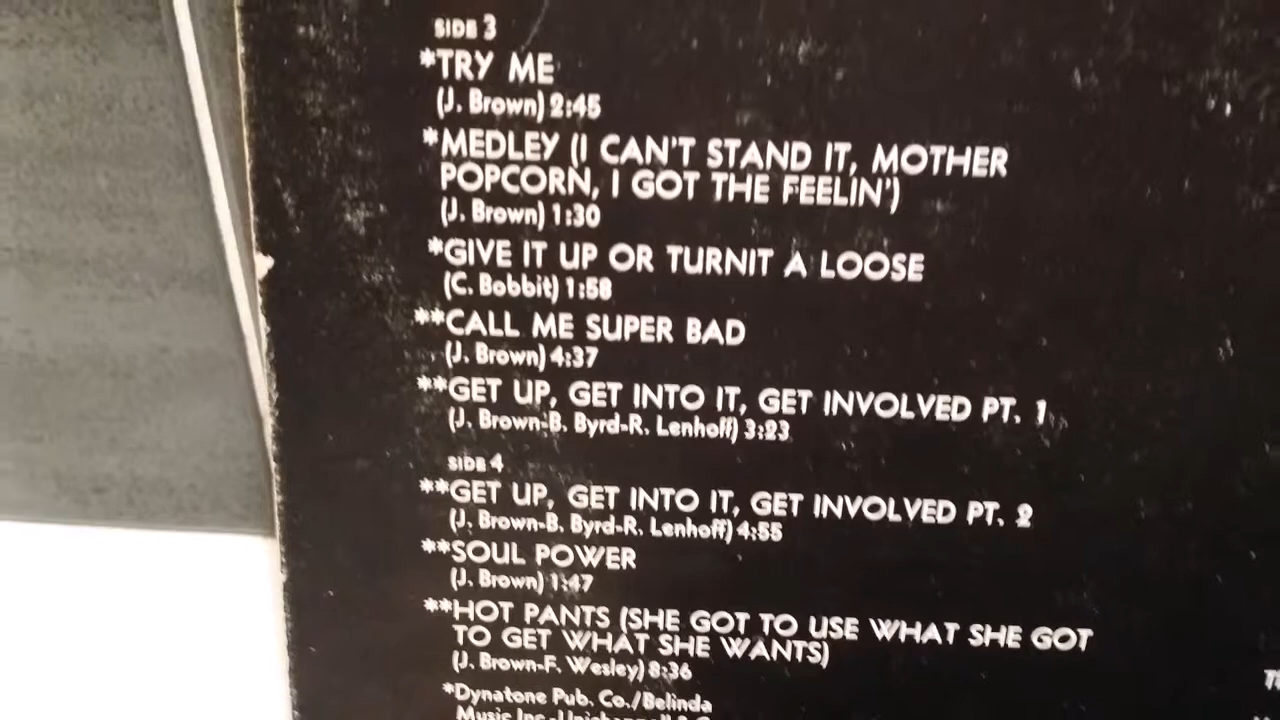 SIDE 3
*TRY ME
(J. Brown) 2:45
*MEDLEY (I CAN'T STAND IT, MOTHER
POPCORN, I GOT THE FEELIN')
(J. Brown) 1:30
*GIVE IT UP OR TURNIT A LOOSE
(C. Bobbit) 1:58
**CALL ME SUPER BAD
(J. Brown) 4:37
**GET UP, GET INTO IT, GET INVOLVED PT. 1
(J. Brown-B. Byrd-R. Lenhoff) 3:23
SIDE 4
**GET UP, GET INTO IT, GET INVOLVED PT. 2
(J. Brown-B. Byrd-R. Lenhoff) 4:55
**SOUL POWER
(J. Brown) 1:47
**HOT PANTS (SHE GOT TO USE WHAT SHE GOT
TO GET WHAT SHE WANTS)
(J. Brown-F. Wesley) 8:36
*Dynatone Pub. Co./Belinda